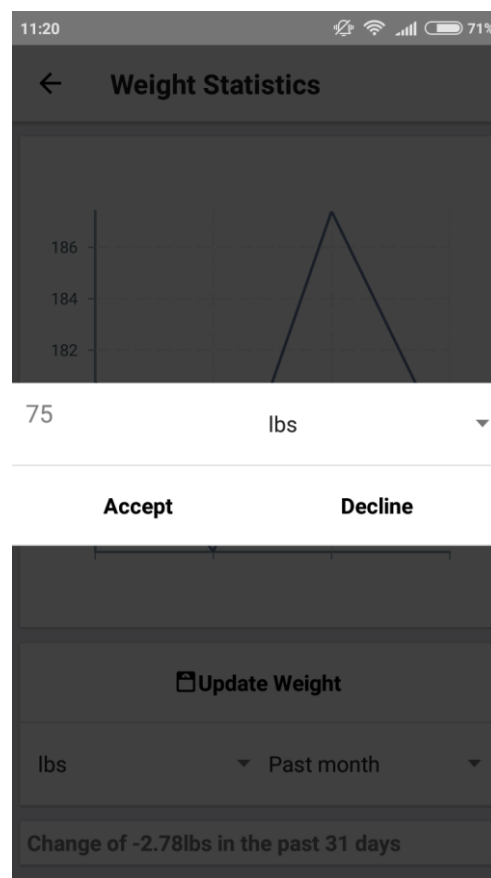 11:20 71%
Weight Statistics
186
184
182
75 lbs
Accept Decline
Update Weight
lbs Past month
Change of -2.78lbs in the past 31 days